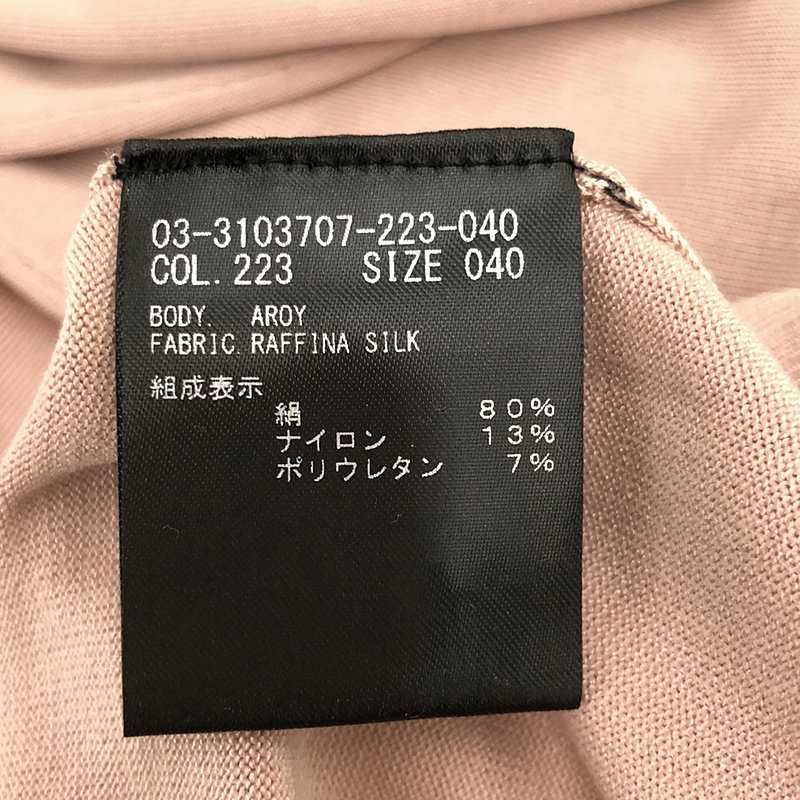 03-3103707-223-040
COL.223 SIZE 040
BODY. AROY
FABRIC.RAFFINA SILK
組成表示
絹 80%
ナイロン 13%
ポリウレタン 7%